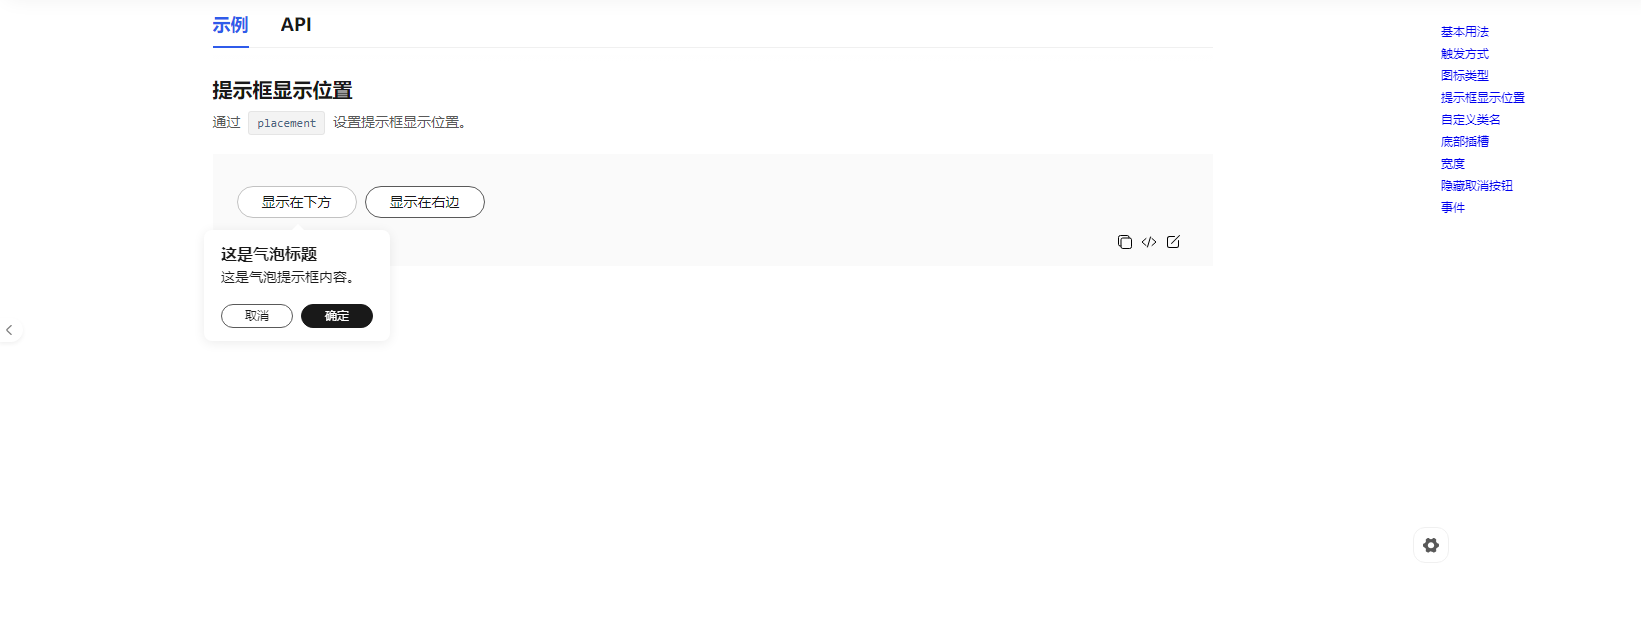 示例 API
提示框显示位置
通过 placement 设置提示框显示位置。
显示在下方 显示在右边
这是气泡标题
这是气泡提示框内容。
取消 确定
基本用法
触发方式
图标类型
提示框显示位置
自定义类名
底部插槽
宽度
隐藏取消按钮
事件